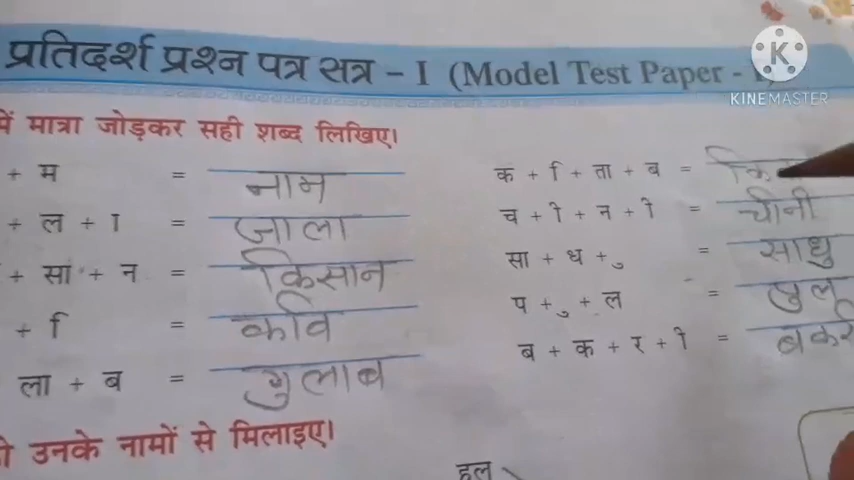 प्रतिदर्श प्रश्न पत्र सत्र - I (Model Test Paper - I)
KINEMASTER
में मात्रा जोड़कर सही शब्द लिखिए।
+ म = नाम
+ ल + ा = जाला
+ सा + न = किसान
+ ि = कवि
ला + ब = गुलाब
क + ि + ता + ब =
च + ी + न + ी = चीनी
सा + ध + ु = साधु
प + ु + ल = पुल
ब + क + र + ी = बकरी
उनके नामों से मिलाइए।
हल